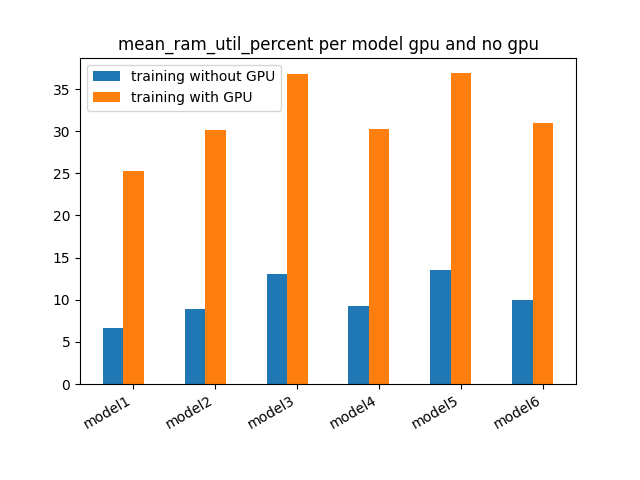 mean_ram_util_percent per model gpu and no gpu
training without GPU
training with GPU
35
30
25
20
15
10
5
0
model1
model2
model3
model4
model5
model6